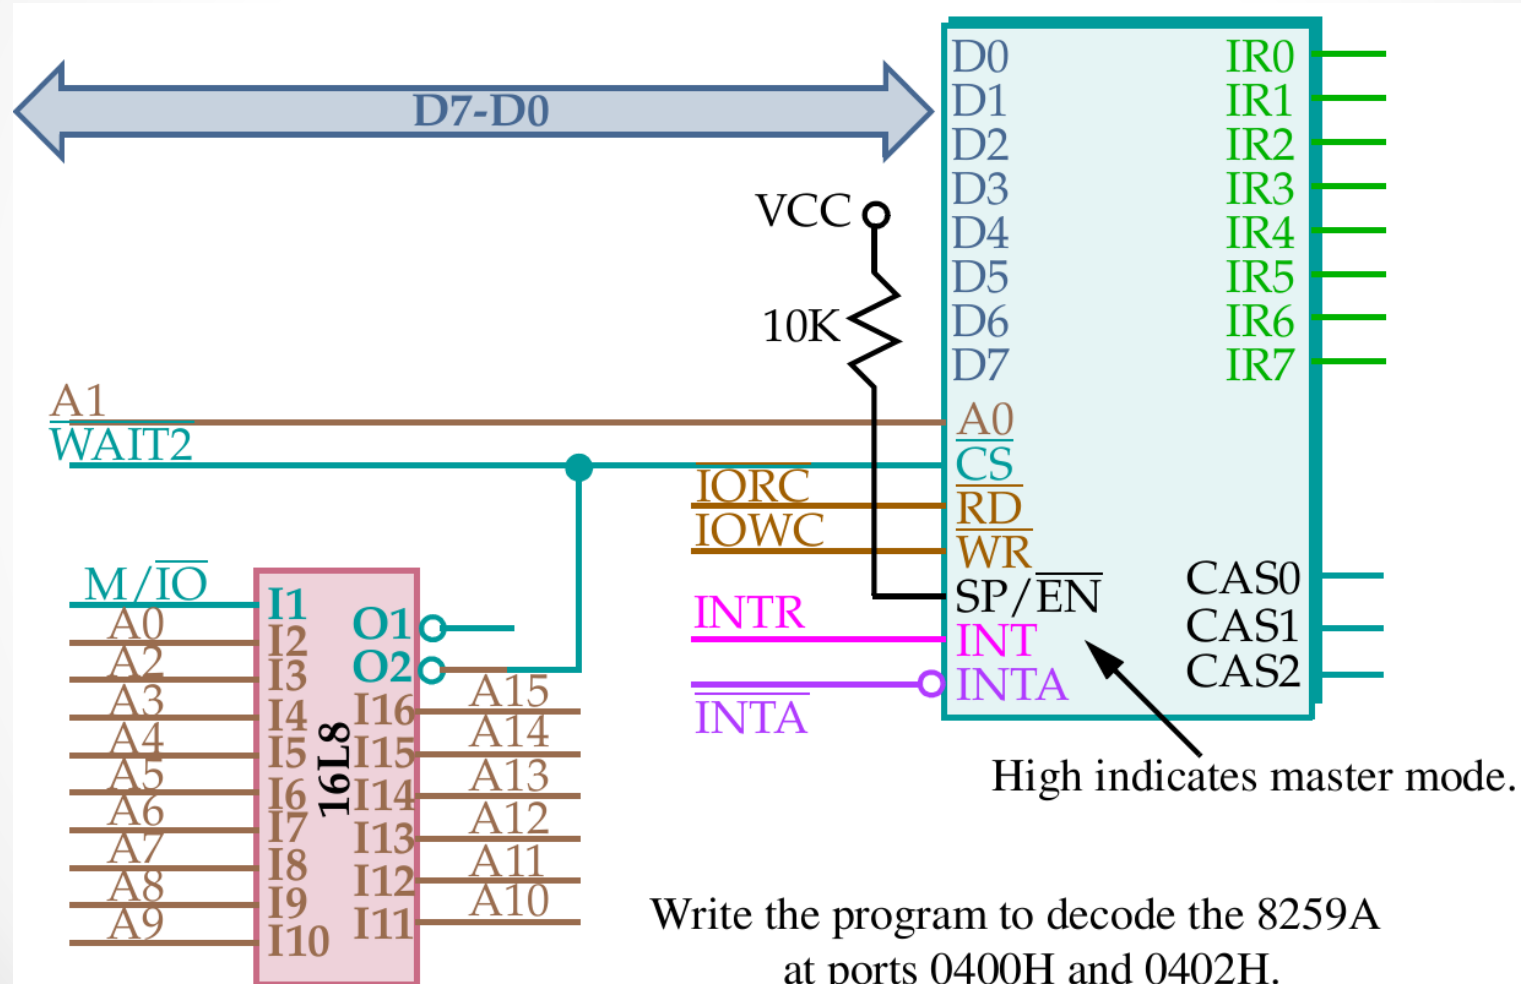 D7-D0
VCC
10K
A1
WAIT2
IORC
IOWC
INTR
INTA
D0
D1
D2
D3
D4
D5
D6
D7
A0
CS
RD
WR
SP/EN
INT
INTA
IR0
IR1
IR2
IR3
IR4
IR5
IR6
IR7
CAS0
CAS1
CAS2
High indicates master mode.
M/IO
A0
A2
A3
A4
A5
A6
A7
A8
A9
I1
I2
I3
I4
I5
I6
I7
I8
I9
I10
16L8
O1
O2
I16
I15
I14
I13
I12
I11
A15
A14
A13
A12
A11
A10
Write the program to decode the 8259A
at ports 0400H and 0402H.